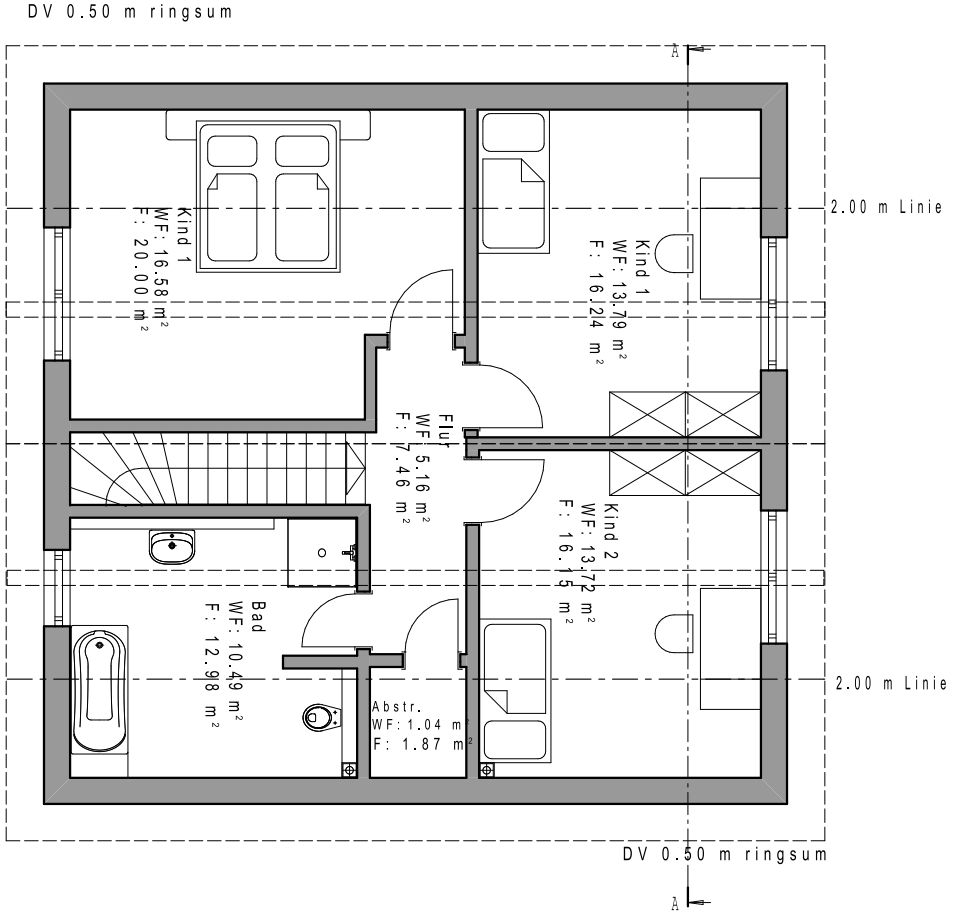 DV 0.50 m ringsum
A
2.00 m Linie
Kind 1
WF: 16.58 m²
F: 20.00 m²
Kind 1
WF: 13.79 m²
F: 16.24 m²
Flur
WF: 5.16 m²
F: 7.46 m²
Kind 2
WF: 13.72 m²
F: 16.15 m²
Bad
WF: 10.49 m²
F: 12.98 m²
2.00 m Linie
Abstr.
WF: 1.04 m²
F: 1.87 m²
DV 0.50 m ringsum
A